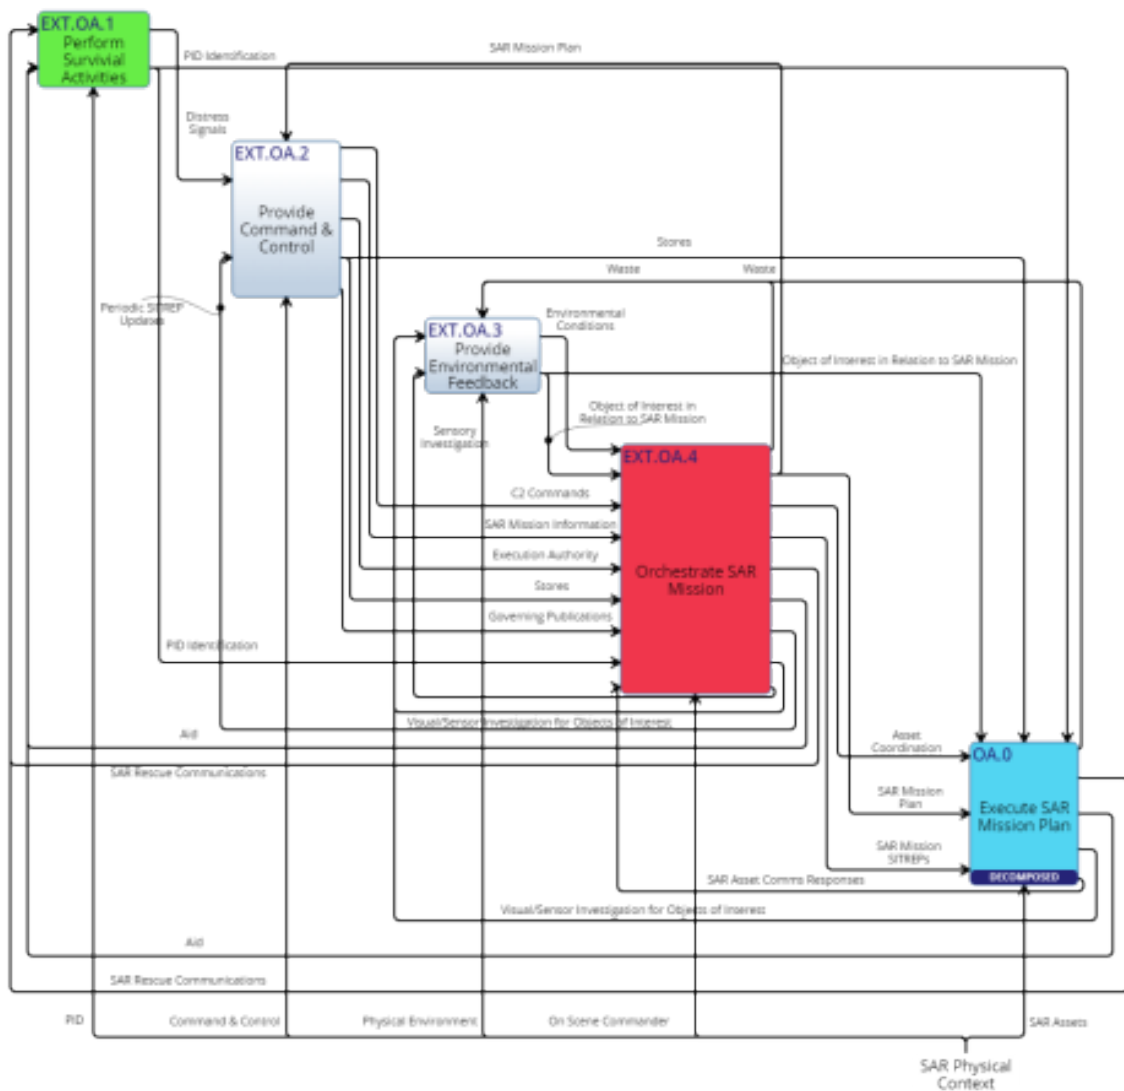 EXT.OA.1
Perform
Survivial
Activities
PID Identification
SAR Mission Plan
Distress
Signals
EXT.OA.2
Provide
Command &
Control
Stores
Waste
Waste
Periodic SITREP
Updates
Environmental
Conditions
EXT.OA.3
Provide
Environmental
Feedback
Object of Interest in Relation to SAR Mission
Object of Interest in
Relation to SAR Mission
Sensory
Investigation
EXT.OA.4
Orchestrate SAR
Mission
C2 Commands
SAR Mission Information
Execution Authority
Stores
Governing Publications
PID Identification
Visual/Sensor Investigation for Objects of Interest
Aid
SAR Rescue Communications
Asset
Coordination
OA.0
Execute SAR
Mission Plan
DECOMPOSED
SAR Mission
Plan
SAR Mission
SITREPs
SAR Asset Comms Responses
Visual/Sensor Investigation for Objects of Interest
Aid
SAR Rescue Communications
PID
Command & Control
Physical Environment
On Scene Commander
SAR Assets
SAR Physical
Context